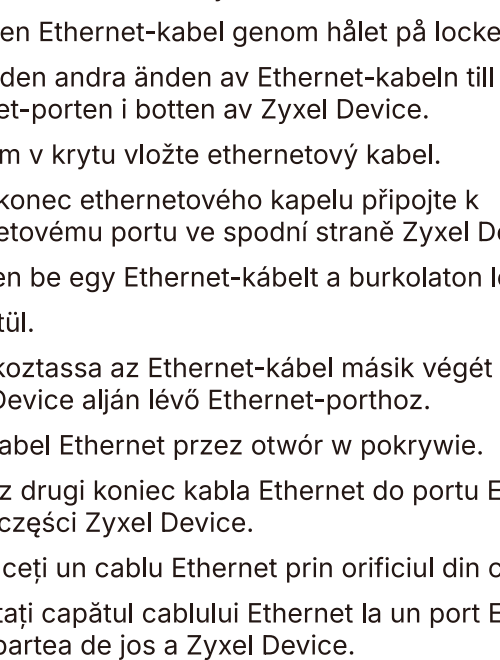 en Ethernet-kabel genom hålet på locke
den andra änden av Ethernet-kabeln till
et-porten i botten av Zyxel Device.
m v krytu vložte ethernetový kabel.
konec ethernetového kapelu připojte k
etovému portu ve spodní straně Zyxel De
en be egy Ethernet-kábelt a burkolaton l
tül.
koztassa az Ethernet-kábel másik végét
Device alján lévő Ethernet-porthoz.
abel Ethernet przez otwór w pokrywie.
z drugi koniec kabla Ethernet do portu E
części Zyxel Device.
ceți un cablu Ethernet prin orificiul din c
tați capătul cablului Ethernet la un port E
partea de jos a Zyxel Device.